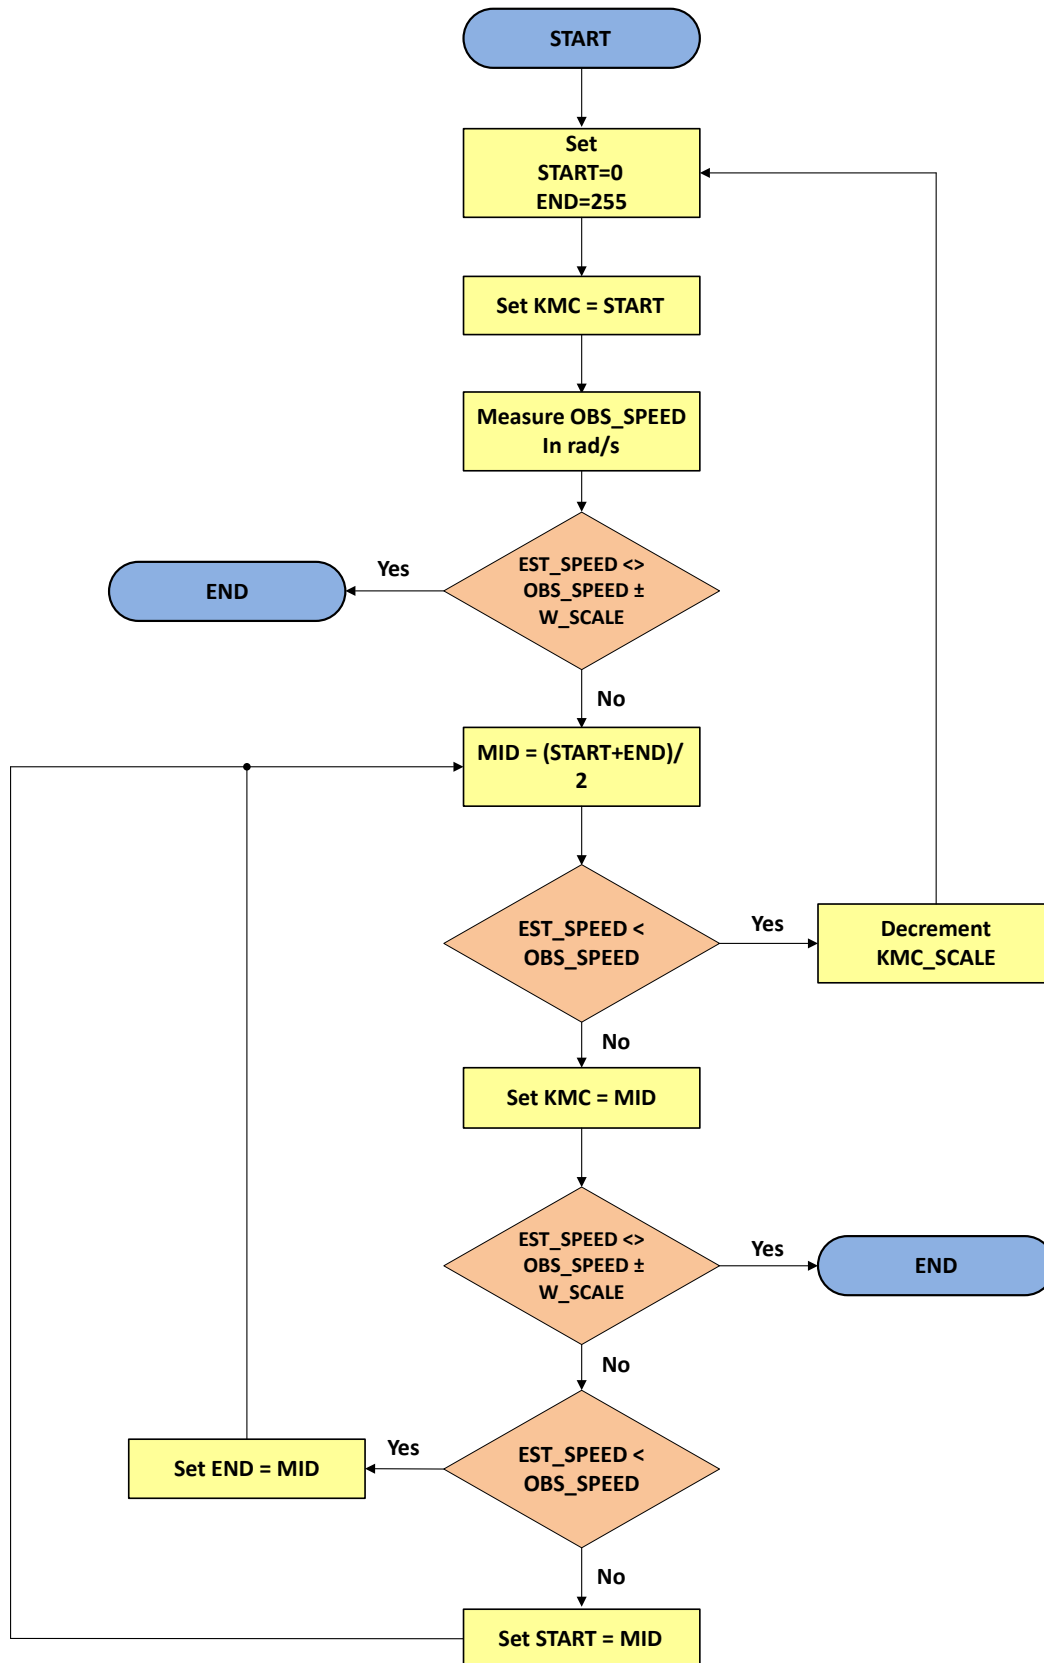 START
Set
START=0
END=255
Set KMC = START
Measure OBS_SPEED
In rad/s
EST_SPEED <>
OBS_SPEED ±
W_SCALE
Yes
END
No
MID = (START+END)/
2
EST_SPEED <
OBS_SPEED
Yes
Decrement
KMC_SCALE
No
Set KMC = MID
EST_SPEED <>
OBS_SPEED ±
W_SCALE
Yes
END
No
EST_SPEED <
OBS_SPEED
Yes
Set END = MID
No
Set START = MID